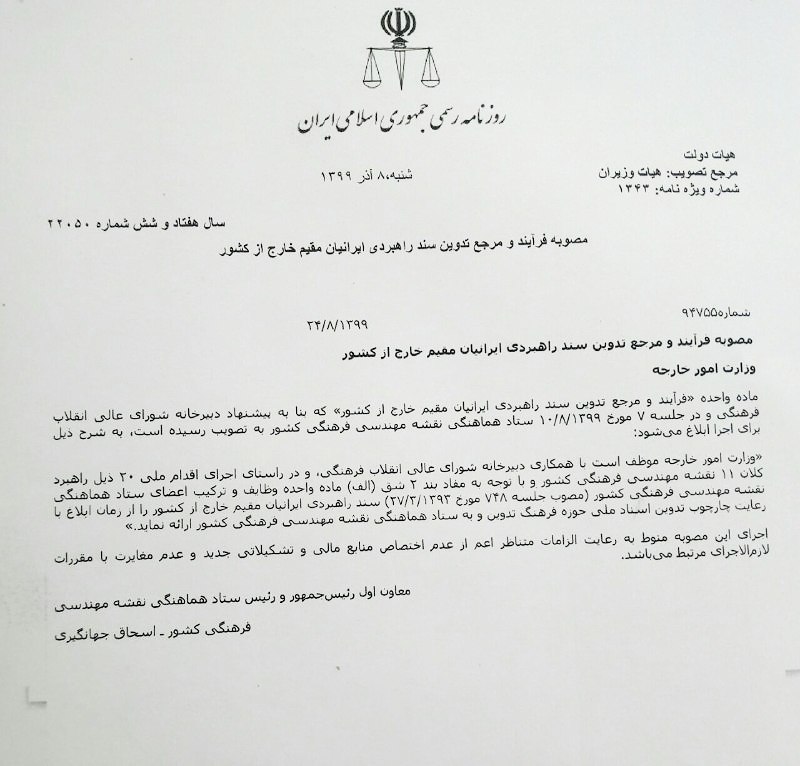 روزنامه رسمی جمهوری اسلامی ایران
هیات دولت
مرجع تصویب: هیات وزیران
شماره ویژه نامه: ۱۳۴۳
شنبه،۸ آذر ۱۳۹۹
سال هفتاد و شش شماره ۲۲۰۵۰
مصوبه فرآیند و مرجع تدوین سند راهبردی ایرانیان مقیم خارج از کشور
شماره۹۴۷۵۵
۲۴/۸/۱۳۹۹
مصوبه فرآیند و مرجع تدوین سند راهبردی ایرانیان مقیم خارج از کشور
وزارت امور خارجه
ماده واحده «فرآیند و مرجع تدوین سند راهبردی ایرانیان مقیم خارج از کشور» که بنا به پیشنهاد دبیرخانه شورای عالی انقلاب
فرهنگی و در جلسه ۷ مورخ ۱۰/۸/۱۳۹۹ ستاد هماهنگی نقشه مهندسی فرهنگی کشور به تصویب رسیده است، به شرح ذیل
برای اجرا ابلاغ می‌شود:
«وزارت امور خارجه موظف است با همکاری دبیرخانه شورای عالی انقلاب فرهنگی، و در راستای اجرای اقدام ملی ۲۰ ذیل راهبرد
کلان ۱۱ نقشه مهندسی فرهنگی کشور و با توجه به مفاد بند ۲ شق (الف) ماده واحده وظایف و ترکیب اعضای ستاد هماهنگی
نقشه مهندسی فرهنگی کشور (مصوب جلسه ۷۴۸ مورخ ۲۷/۳/۱۳۹۳) سند راهبردی ایرانیان مقیم خارج از کشور را از زمان ابلاغ با
رعایت چارچوب تدوین اسناد ملی حوزه فرهنگ تدوین و به ستاد هماهنگی نقشه مهندسی فرهنگی کشور ارائه نماید.»
اجرای این مصوبه منوط به رعایت الزامات متناظر اعم از عدم اختصاص منابع مالی و تشکیلاتی جدید و عدم مغایرت با مقررات
لازم‌الاجرای مرتبط می‌باشد.
معاون اول رئیس‌جمهور و رئیس ستاد هماهنگی نقشه مهندسی
فرهنگی کشور ـ اسحاق جهانگیری